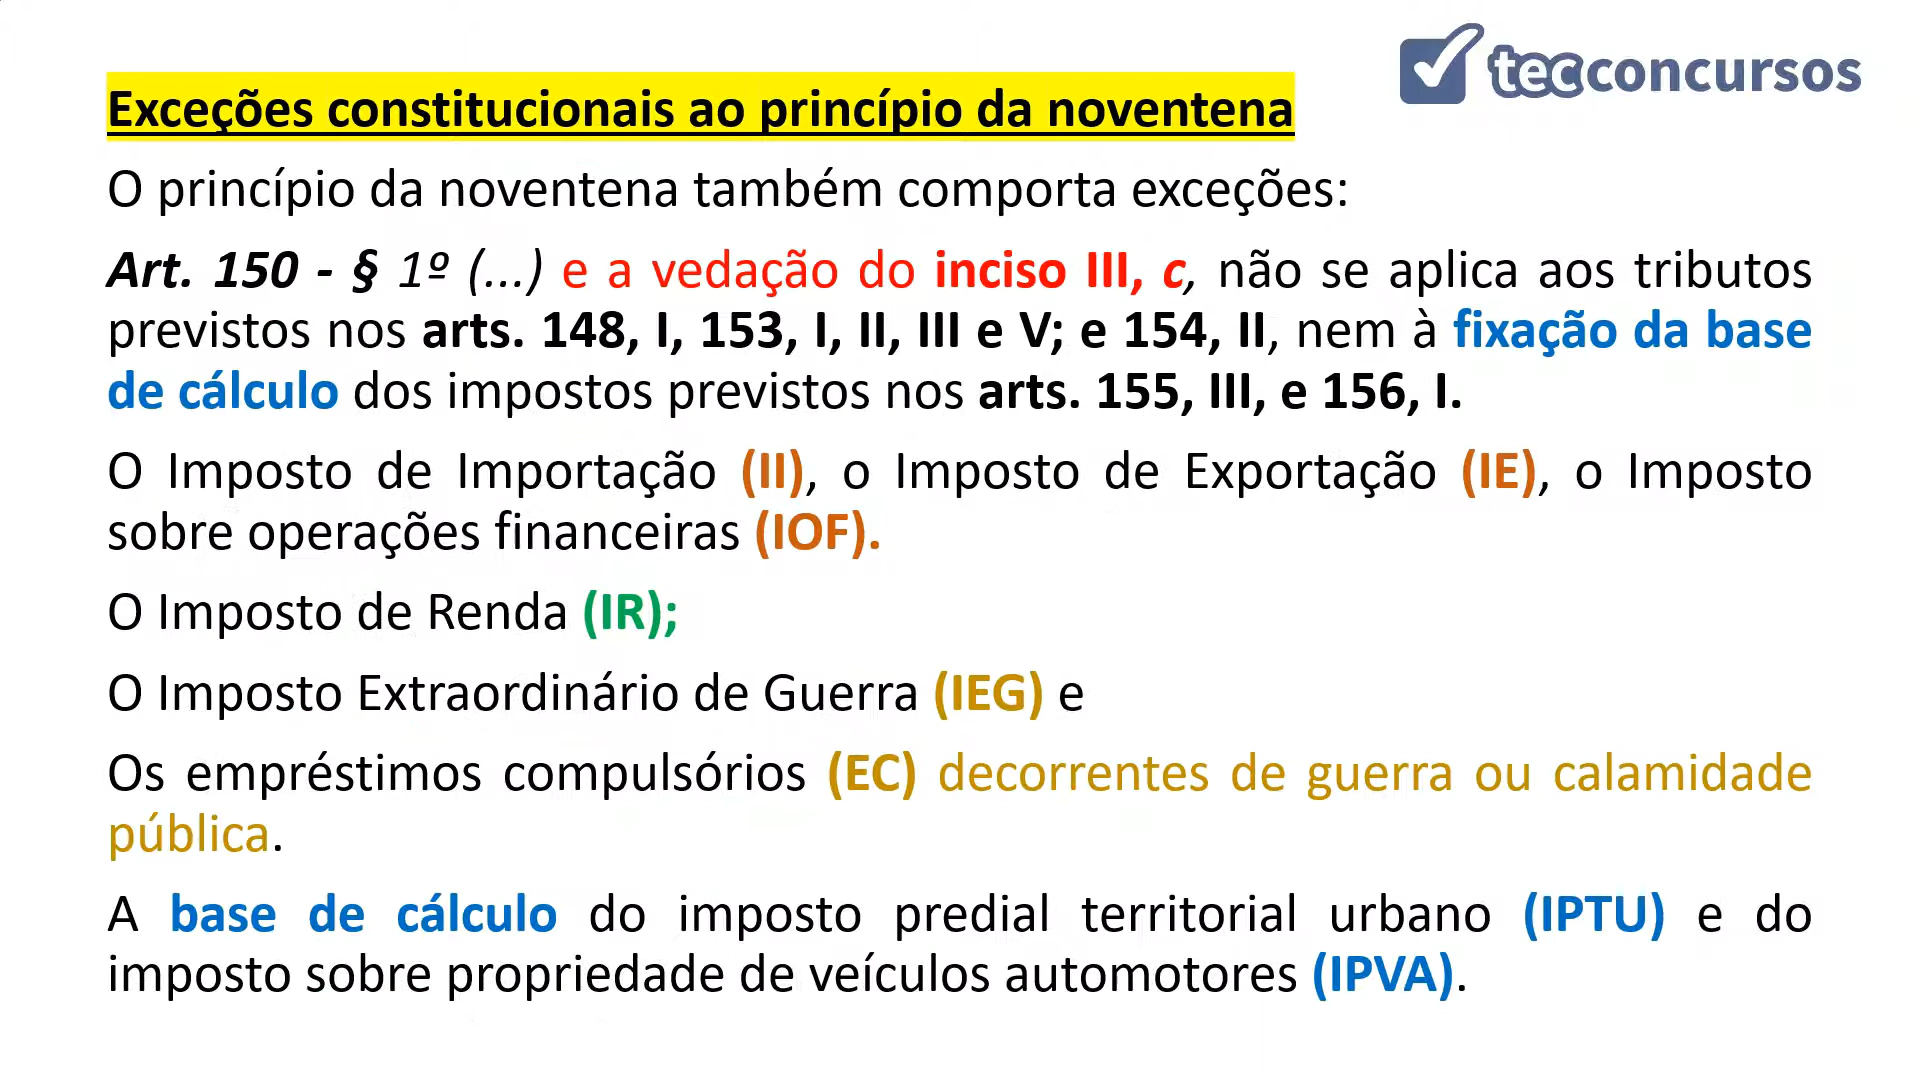 tecconcursos
Exceções constitucionais ao princípio da noventena
O princípio da noventena também comporta exceções:
Art. 150 - § 1º (...) e a vedação do inciso III, c, não se aplica aos tributos
previstos nos arts. 148, I, 153, I, II, III e V; e 154, II, nem à fixação da base
de cálculo dos impostos previstos nos arts. 155, III, e 156, I.
O Imposto de Importação (II), o Imposto de Exportação (IE), o Imposto
sobre operações financeiras (IOF).
O Imposto de Renda (IR);
O Imposto Extraordinário de Guerra (IEG) e
Os empréstimos compulsórios (EC) decorrentes de guerra ou calamidade
pública.
A base de cálculo do imposto predial territorial urbano (IPTU) e do
imposto sobre propriedade de veículos automotores (IPVA).